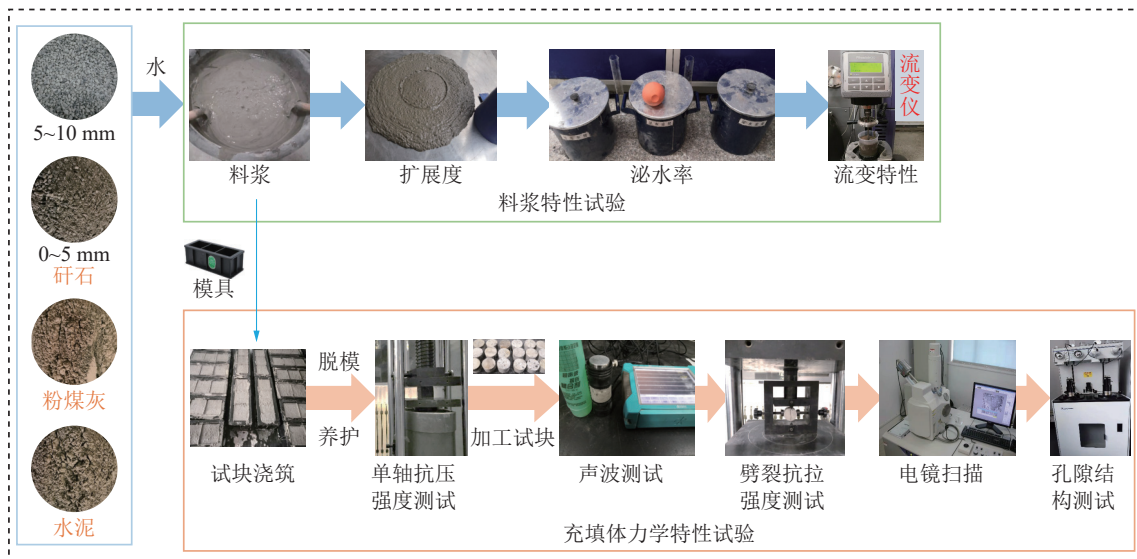 5~10 mm
0~5 mm
矸石
粉煤灰
水泥
水
料浆
扩展度
泌水率
流变仪
流变特性
料浆特性试验
模具
试块浇筑
脱模
养护
单轴抗压
强度测试
加工试块
声波测试
劈裂抗拉
强度测试
电镜扫描
孔隙结
构测试
充填体力学特性试验